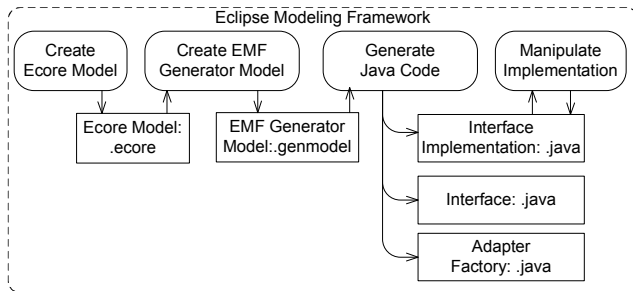 Eclipse Modeling Framework
Create
Ecore Model
Create EMF
Generator Model
Generate
Java Code
Manipulate
Implementation
Ecore Model:
.ecore
EMF Generator
Model:.genmodel
Interface
Implementation: .java
Interface: .java
Adapter
Factory: .java